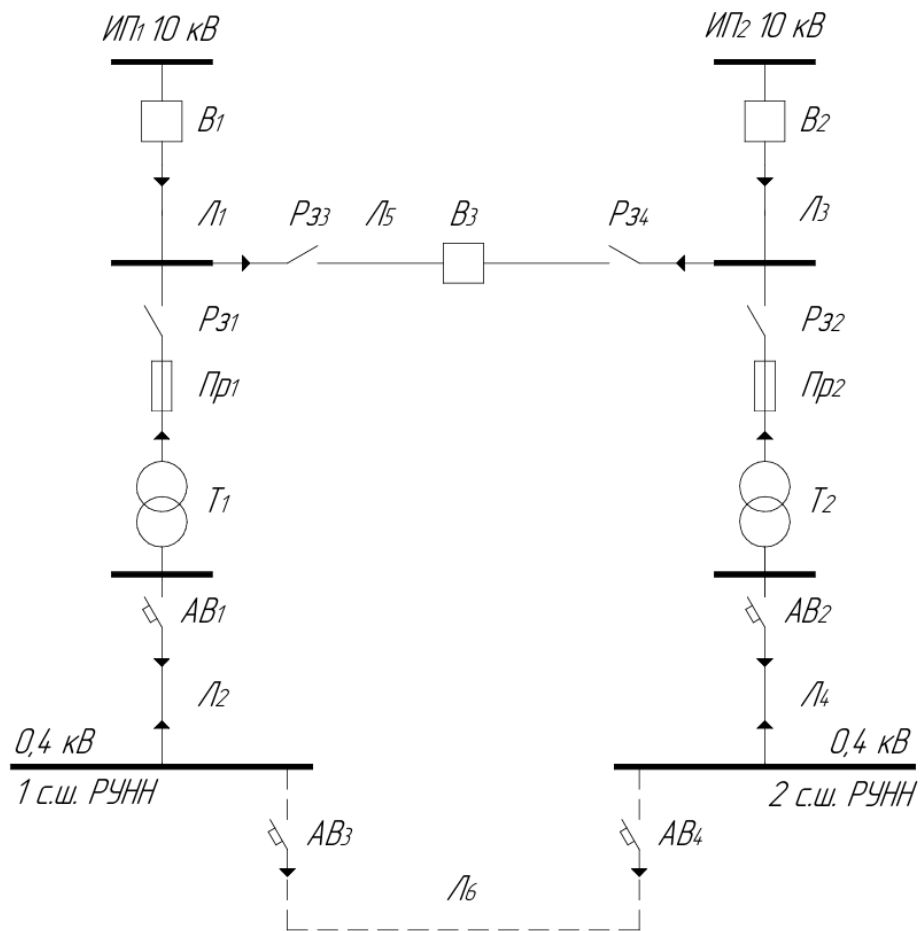 ИП1 10 кВ
ИП2 10 кВ
В1
В2
Л1
Рз3
Л5
В3
Рз4
Л3
Рз1
Рз2
Пр1
Пр2
Т1
Т2
АВ1
АВ2
Л2
Л4
0,4 кВ
0,4 кВ
1 с.ш. РУНН
2 с.ш. РУНН
АВ3
АВ4
Л6